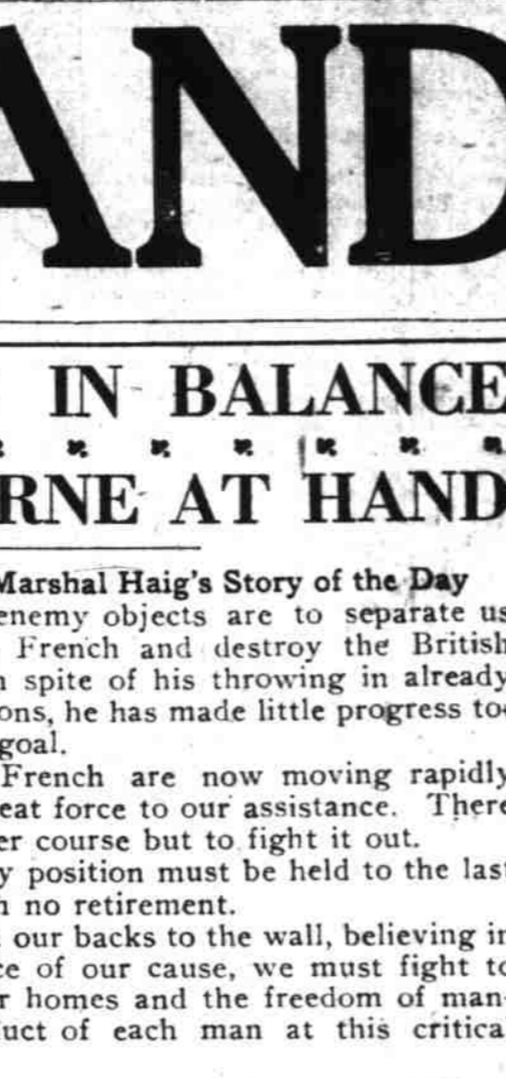 AND
IN BALANCE
RNE AT HAND
Marshal Haig's Story of the Day
enemy objects are to separate us
French and destroy the British
n spite of his throwing in already
ons, he has made little progress to-
goal.
French are now moving rapidly
eat force to our assistance. There
er course but to fight it out.
y position must be held to the last
h no retirement.
our backs to the wall, believing in
ce of our cause, we must fight to
r homes and the freedom of man-
uct of each man at this critical